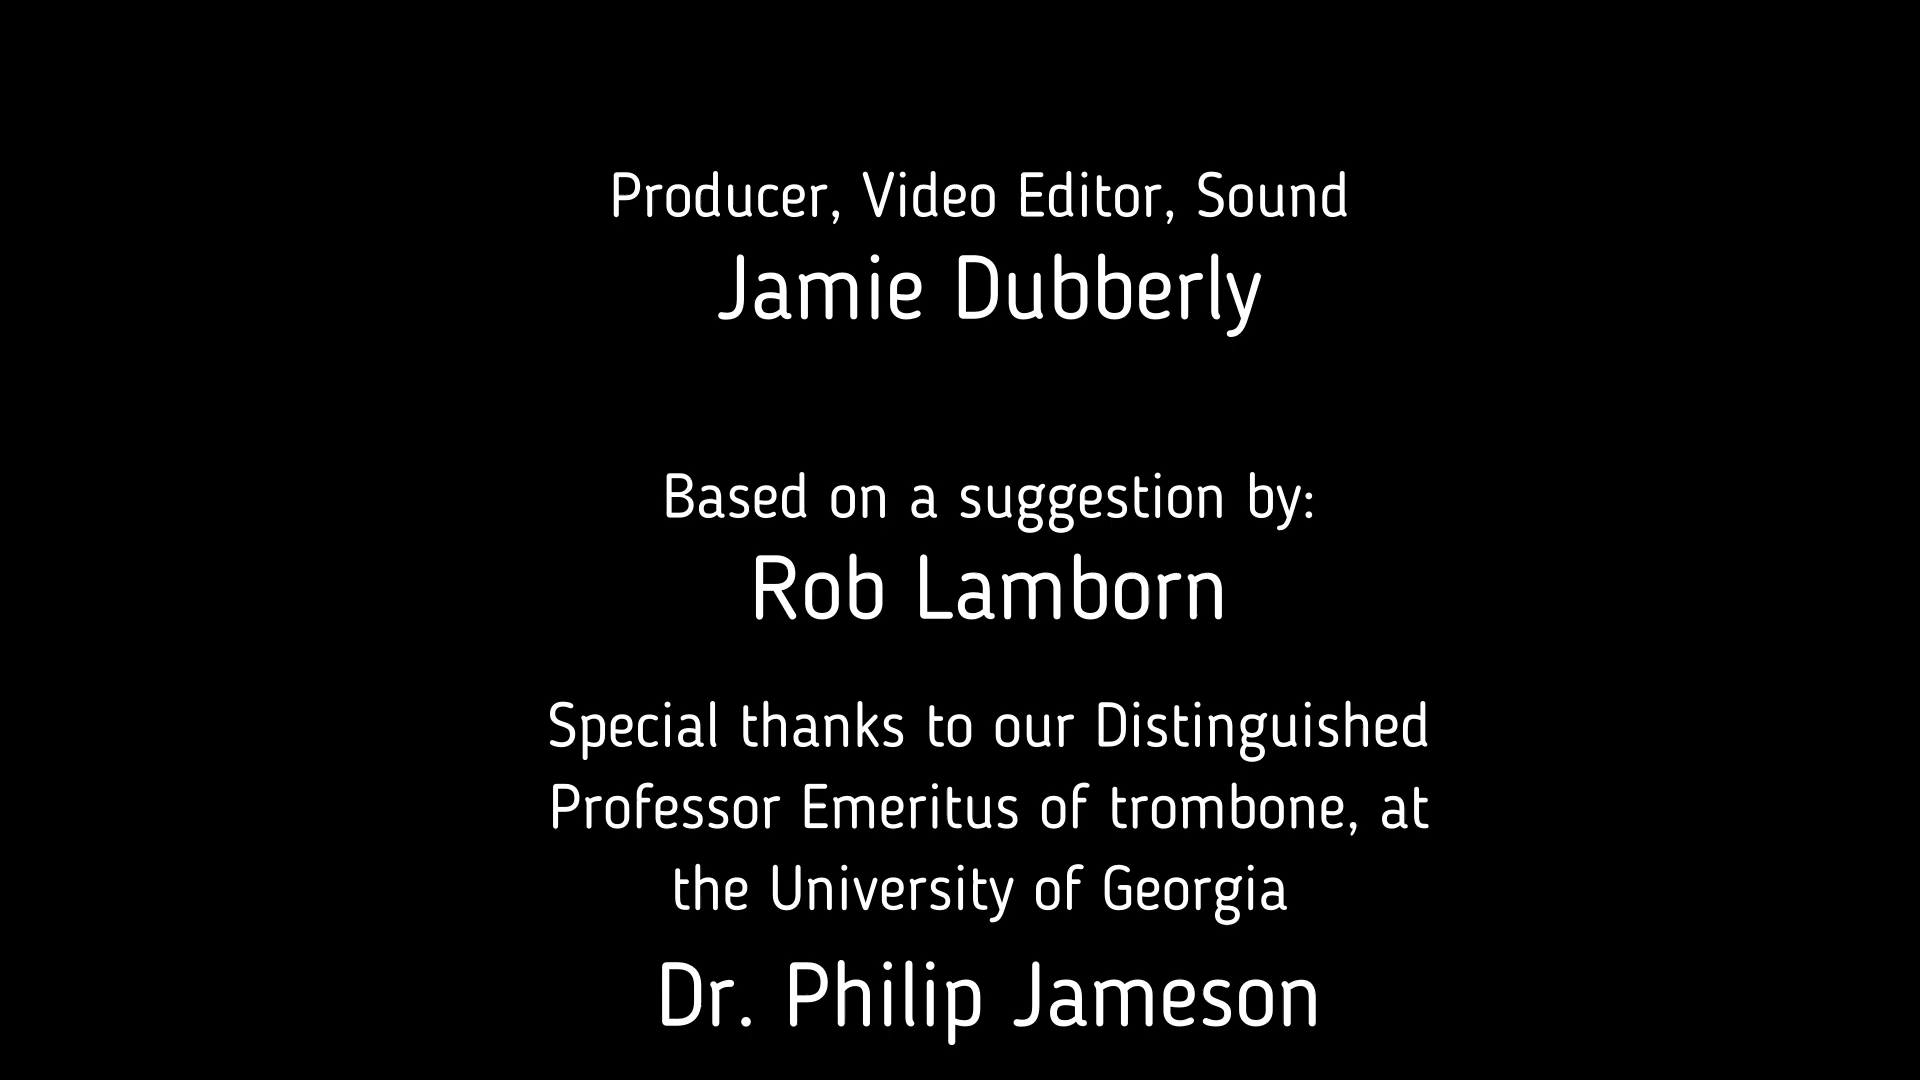 Producer, Video Editor, Sound
Jamie Dubberly
Based on a suggestion by:
Rob Lamborn
Special thanks to our Distinguished
Professor Emeritus of trombone, at
the University of Georgia
Dr. Philip Jameson